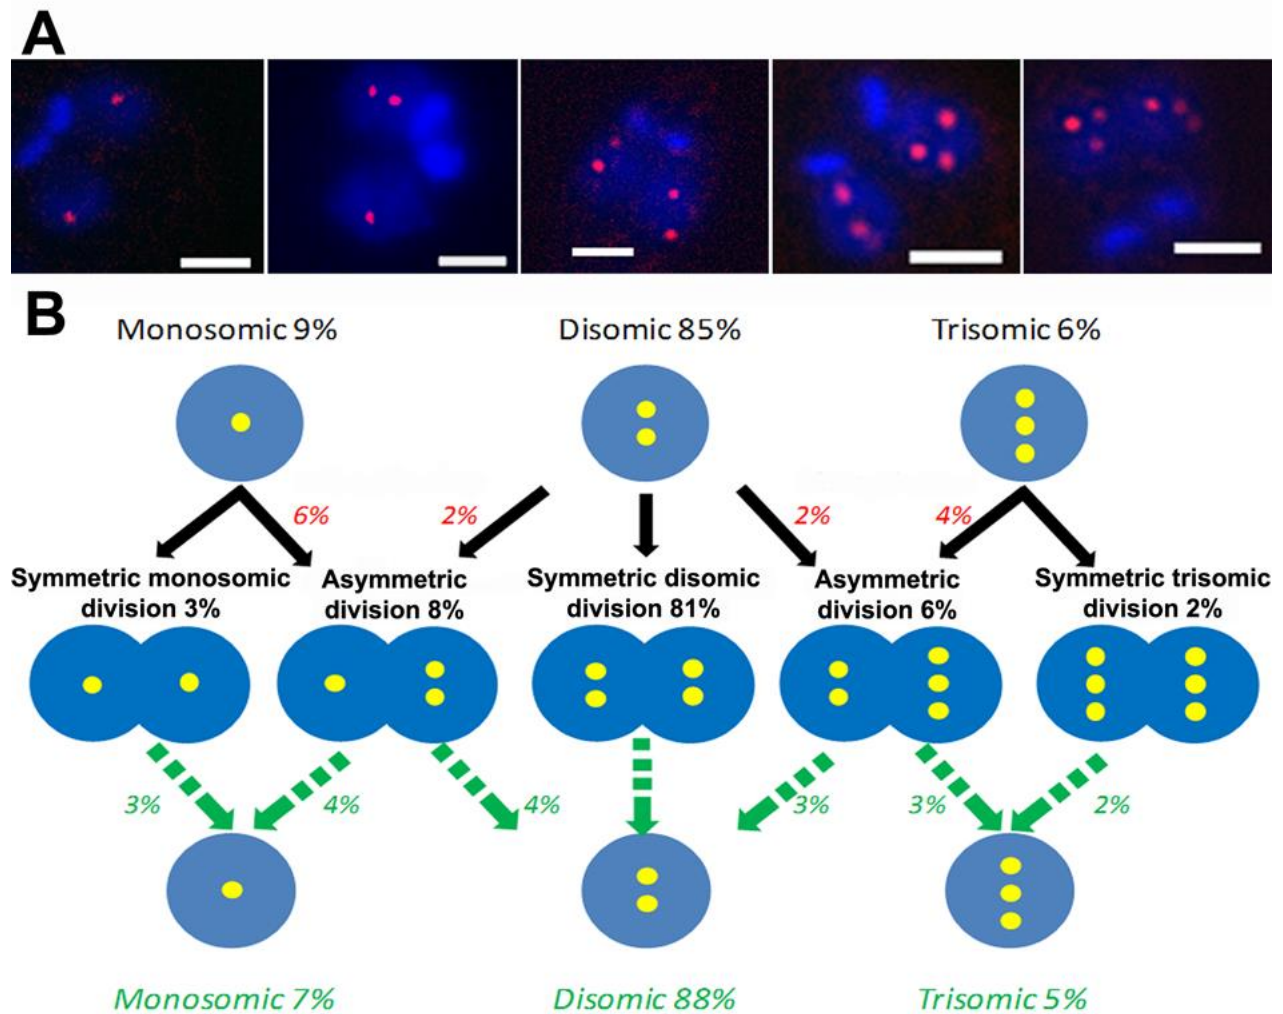 A
B
Monosomic 9%
Disomic 85%
Trisomic 6%
6%
2%
2%
4%
Symmetric monosomic
division 3%
Asymmetric
division 8%
Symmetric disomic
division 81%
Asymmetric
division 6%
Symmetric trisomic
division 2%
3%
4%
4%
3%
3%
2%
Monosomic 7%
Disomic 88%
Trisomic 5%